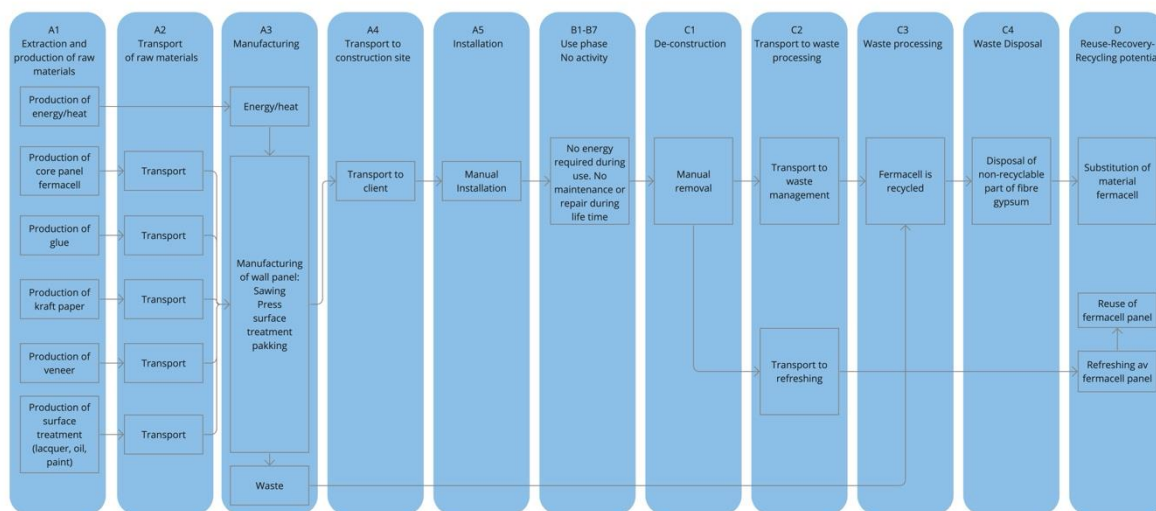 A1
Extraction and
production of raw
materials
Production of
energy/heat
Production of
core panel
fermacell
Production of
glue
Production of
kraft paper
Production of
veneer
Production of
surface
treatment
(lacquer, oil,
paint)
A2
Transport
of raw materials
Transport
Transport
Transport
Transport
Transport
A3
Manufacturing
Energy/heat
Manufacturing
of wall panel:
Sawing
Press
surface
treatment
pakking
Waste
A4
Transport to
construction site
Transport to
client
A5
Installation
Manual
Installation
B1-B7
Use phase
No activity
No energy
required during
use. No
maintenance or
repair during
life time
C1
De-construction
Manual
removal
C2
Transport to waste
processing
Transport to
waste
management
Transport to
refreshing
C3
Waste processing
Fermacell is
recycled
C4
Waste Disposal
Disposal of
non-recyclable
part of fibre
gypsum
D
Reuse-Recovery-
Recycling potential
Substitution of
material
fermacell
Reuse of
fermacell panel
Refreshing av
fermacell panel